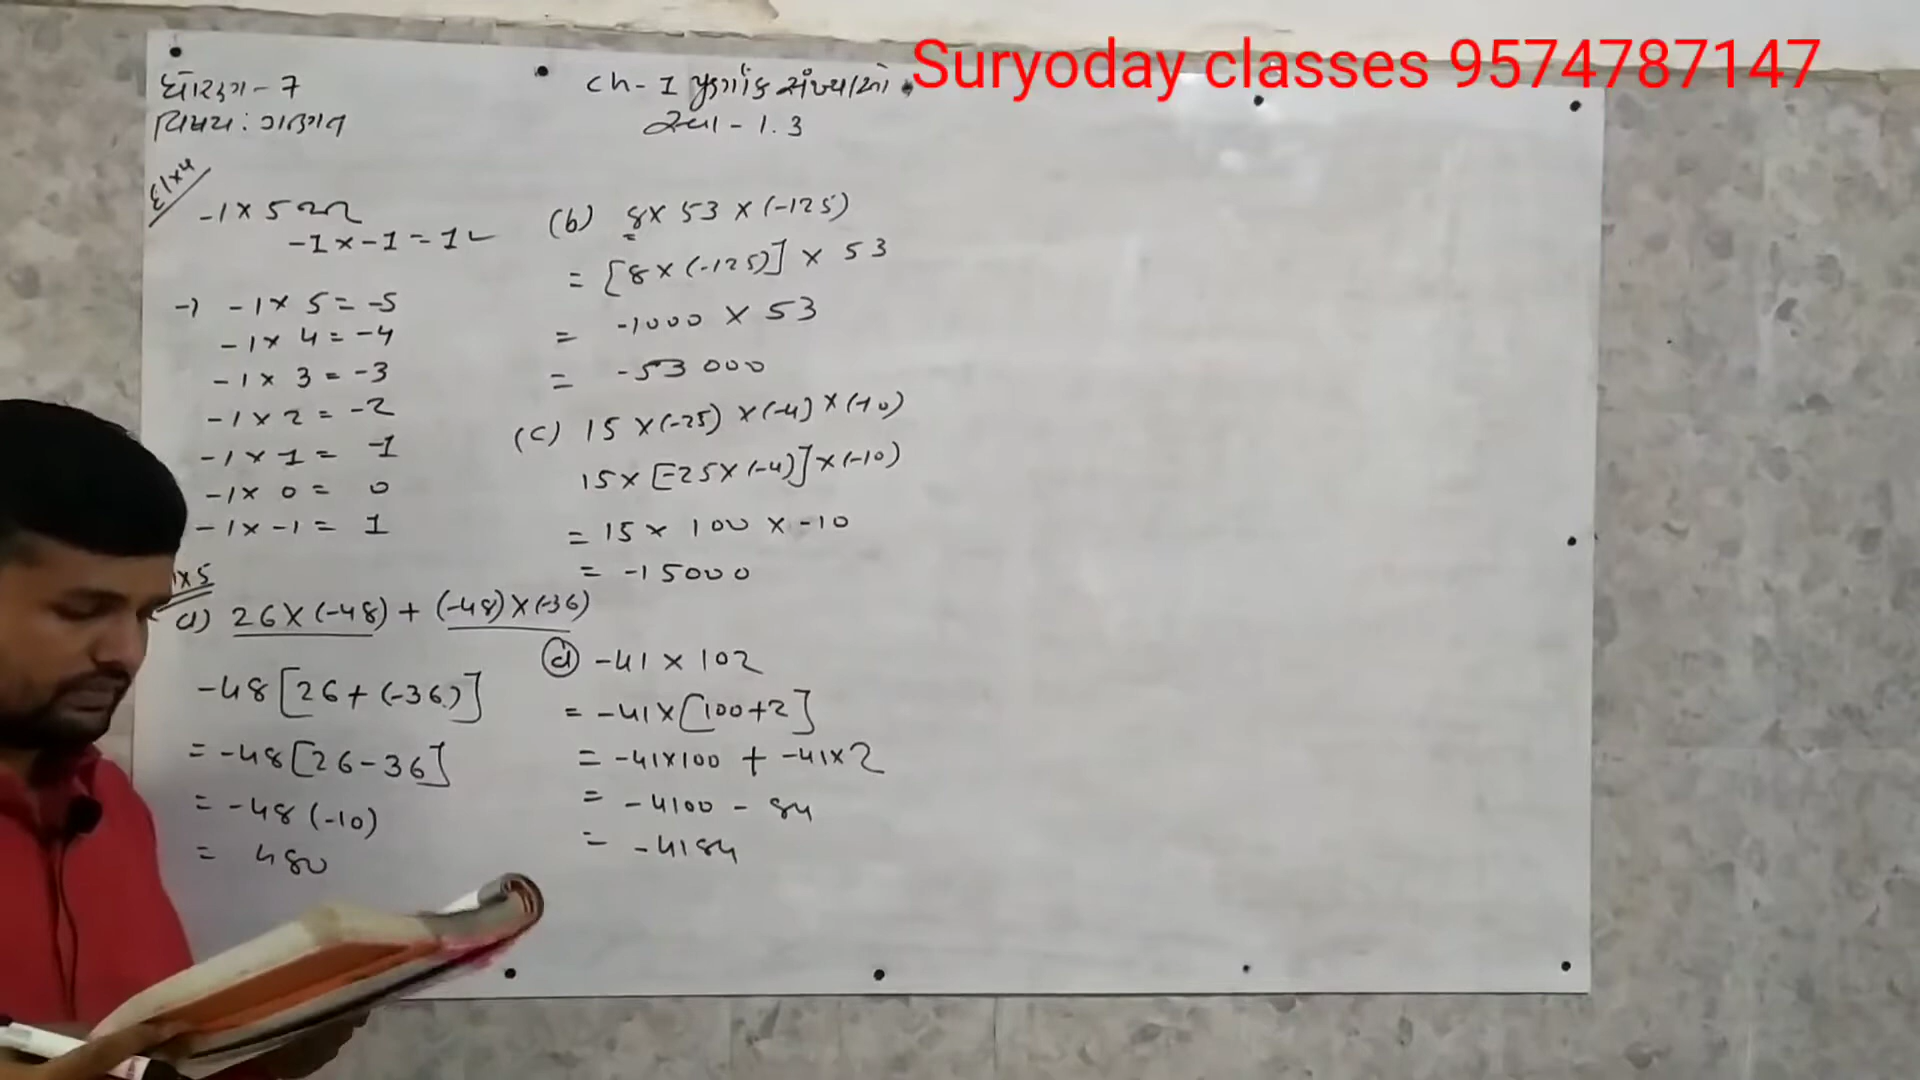 Suryoday classes 9574787147
ધોરણ - 7
વિષય : ગણિત
Ch - 1 પૂર્ણાંક સંખ્યાઓ
સ્વા - 1.3
-1 × 5
-1 × -1 = 1
→ -1 × 5 = -5
-1 × 4 = -4
-1 × 3 = -3
-1 × 2 = -2
-1 × 1 = -1
-1 × 0 = 0
-1 × -1 = 1
a) 26 × (-48) + (-48) × (-36)
-48 [26 + (-36)]
= -48 [26 - 36]
= -48 (-10)
= 480
(b) 8 × 53 × (-125)
= [8 × (-125)] × 53
= -1000 × 53
= -53000
(c) 15 × (-25) × (-4) × (-10)
15 × [-25 × (-4)] × (-10)
= 15 × 100 × -10
= -15000
d -41 × 102
= -41 × [100 + 2]
= -41 × 100 + -41 × 2
= -4100 - 84
= -4184